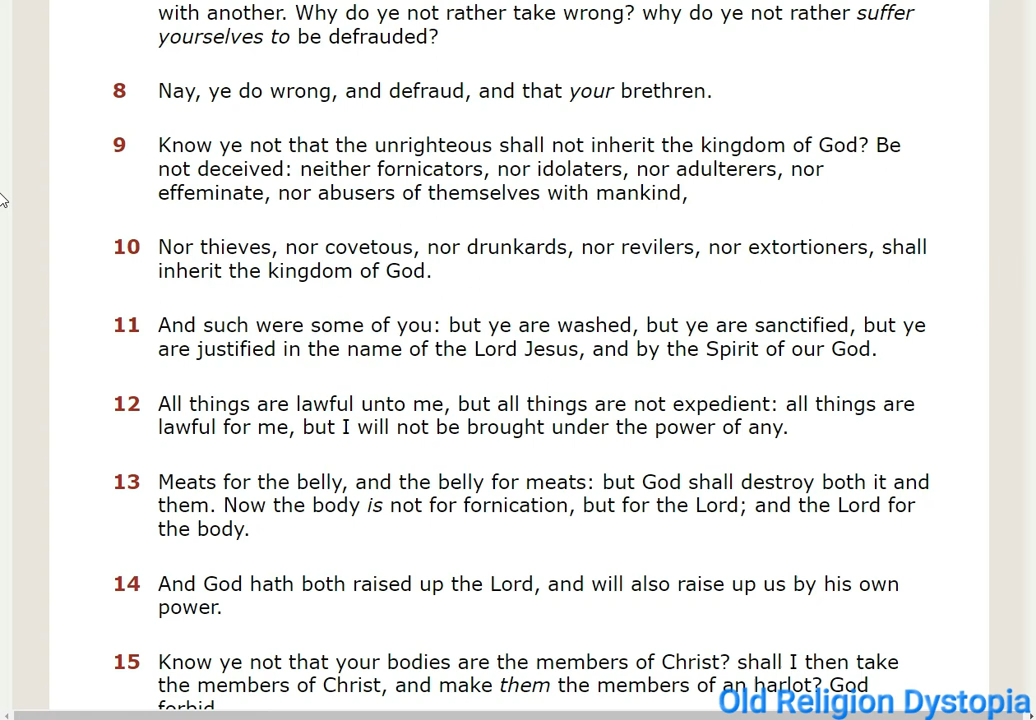 with another. Why do ye not rather take wrong? why do ye not rather suffer
yourselves to be defrauded?
8 Nay, ye do wrong, and defraud, and that your brethren.
9 Know ye not that the unrighteous shall not inherit the kingdom of God? Be
not deceived: neither fornicators, nor idolaters, nor adulterers, nor
effeminate, nor abusers of themselves with mankind,
10 Nor thieves, nor covetous, nor drunkards, nor revilers, nor extortioners, shall
inherit the kingdom of God.
11 And such were some of you: but ye are washed, but ye are sanctified, but ye
are justified in the name of the Lord Jesus, and by the Spirit of our God.
12 All things are lawful unto me, but all things are not expedient: all things are
lawful for me, but I will not be brought under the power of any.
13 Meats for the belly, and the belly for meats: but God shall destroy both it and
them. Now the body is not for fornication, but for the Lord; and the Lord for
the body.
14 And God hath both raised up the Lord, and will also raise up us by his own
power.
15 Know ye not that your bodies are the members of Christ? shall I then take
the members of Christ, and make them the members of an harlot? God
forbid
Old Religion Dystopia